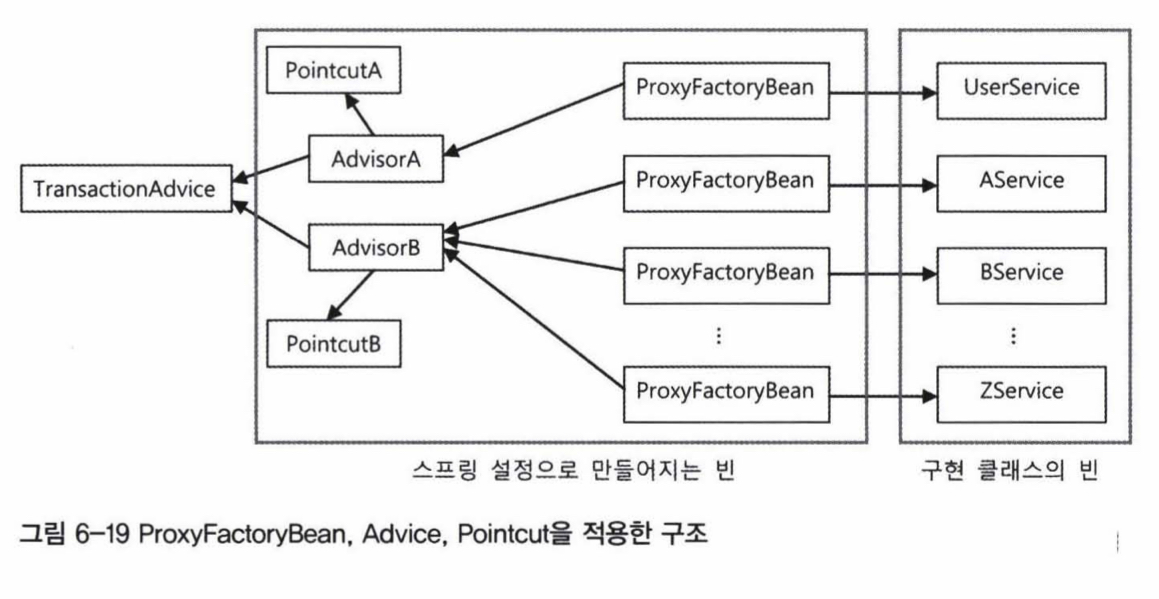 PointcutA
ProxyFactoryBean
UserService
AdvisorA
TransactionAdvice
ProxyFactoryBean
AService
AdvisorB
ProxyFactoryBean
BService
PointcutB
⋮
⋮
ProxyFactoryBean
ZService
스프링 설정으로 만들어지는 빈
구현 클래스의 빈
그림 6-19 ProxyFactoryBean, Advice, Pointcut을 적용한 구조